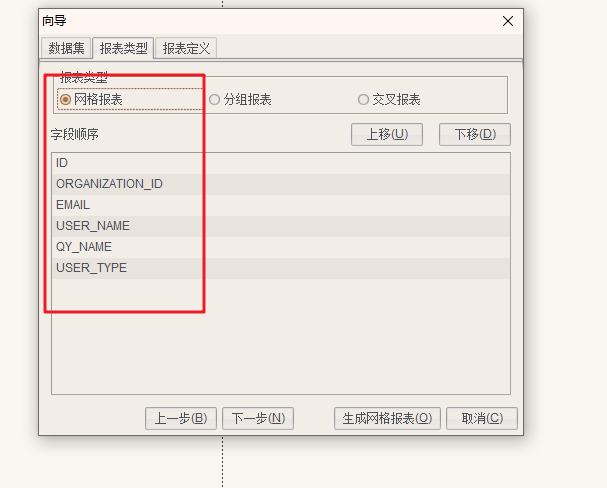 向导
数据集 报表类型 报表定义
报表类型
网格报表 分组报表 交叉报表
字段顺序 上移(U) 下移(D)
ID
ORGANIZATION_ID
EMAIL
USER_NAME
QY_NAME
USER_TYPE
上一步(B) 下一步(N) 生成网格报表(O) 取消(C)